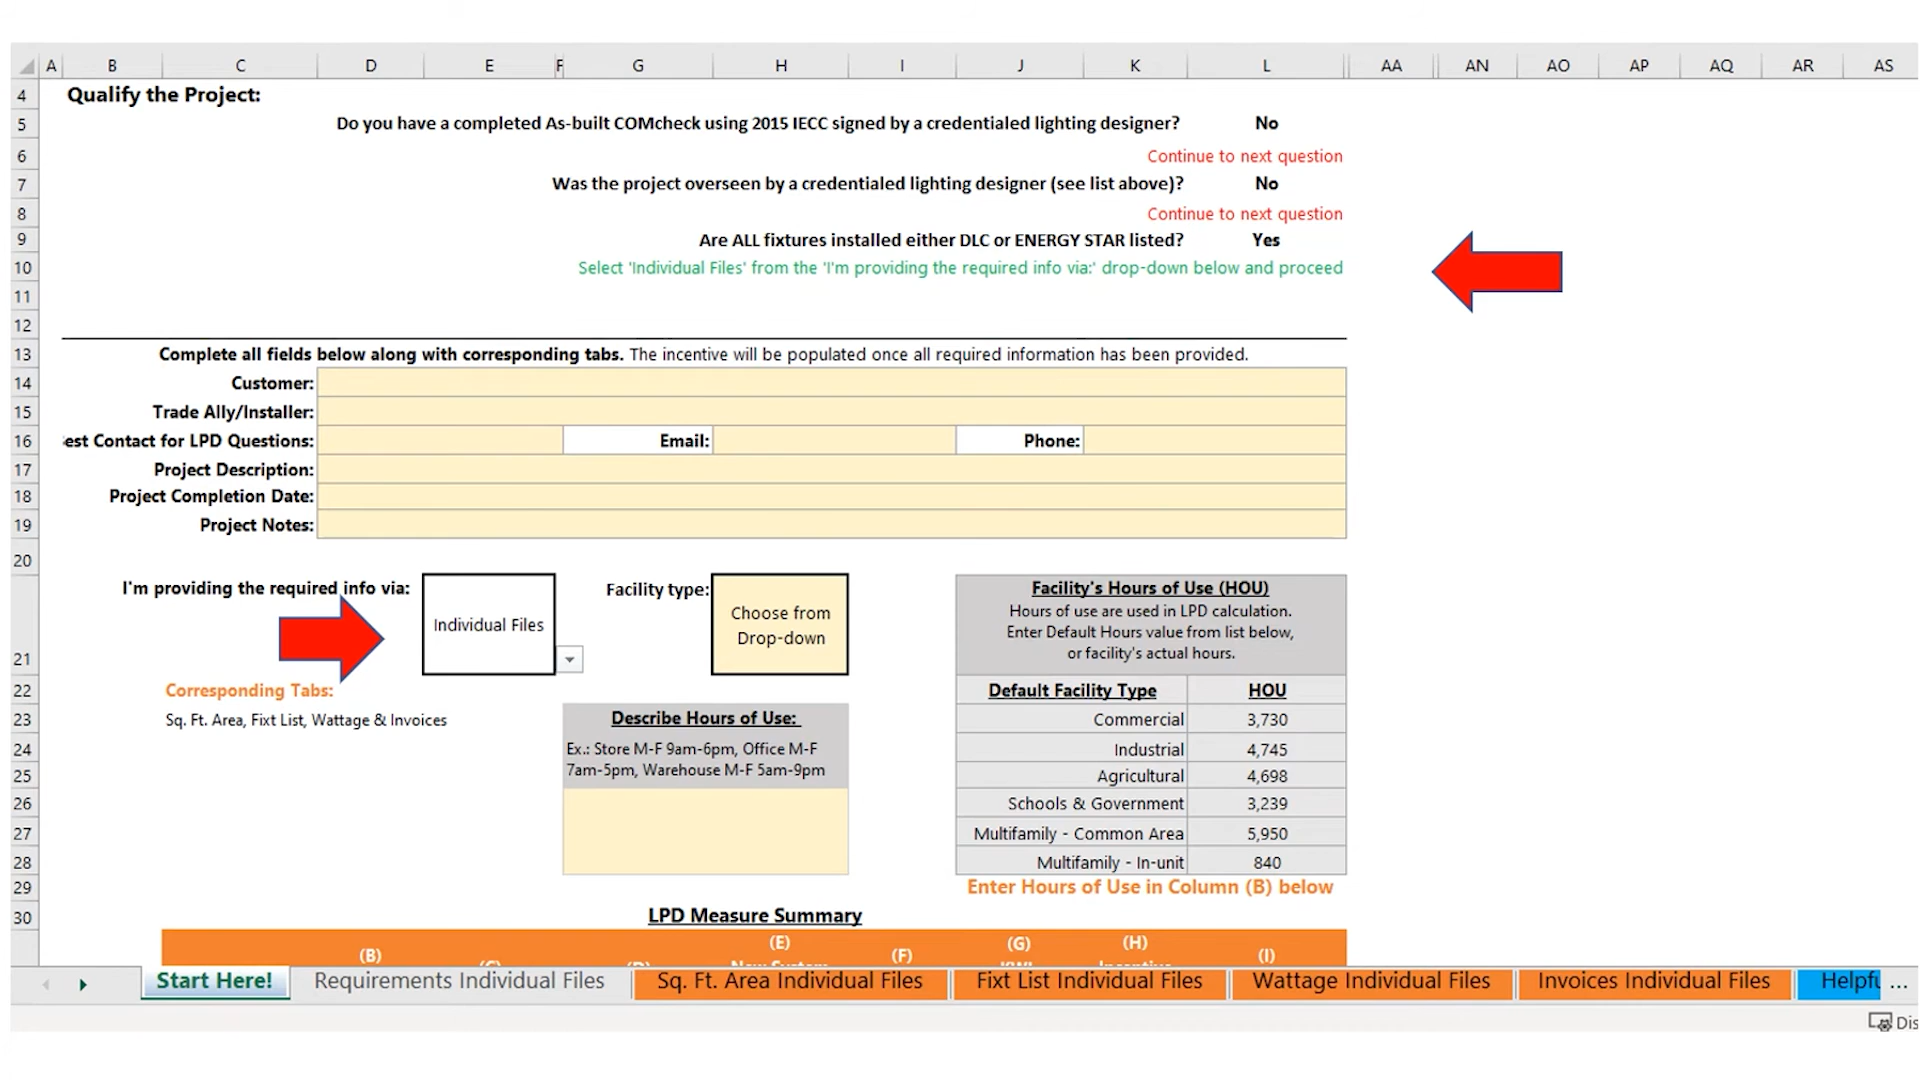 A B C D E F G H I J K L AA AN AO AP AQ AR AS
4 Qualify the Project:
5 Do you have a completed As-built COMcheck using 2015 IECC signed by a credentialed lighting designer? No
6 Continue to next question
7 Was the project overseen by a credentialed lighting designer (see list above)? No
8 Continue to next question
9 Are ALL fixtures installed either DLC or ENERGY STAR listed? Yes
10 Select 'Individual Files' from the 'I'm providing the required info via:' drop-down below and proceed
11
12
13 Complete all fields below along with corresponding tabs. The incentive will be populated once all required information has been provided.
14 Customer:
15 Trade Ally/Installer:
16 est Contact for LPD Questions: Email: Phone:
17 Project Description:
18 Project Completion Date:
19 Project Notes:
20
I'm providing the required info via: Facility type: Facility's Hours of Use (HOU)
Hours of use are used in LPD calculation.
Choose from
Individual Files
Enter Default Hours value from list below,
Drop-down
or facility's actual hours.
21
22 Corresponding Tabs: Default Facility Type HOU
23 Sq. Ft. Area, Fixt List, Wattage & Invoices Describe Hours of Use: Commercial 3,730
24 Ex.: Store M-F 9am-6pm, Office M-F Industrial 4,745
25 7am-5pm, Warehouse M-F 5am-9pm Agricultural 4,698
26 Schools & Government 3,239
27 Multifamily - Common Area 5,950
28 Multifamily - In-unit 840
29 Enter Hours of Use in Column (B) below
30 LPD Measure Summary
(E) (G) (H)
(B) (F) (I)
Start Here! Requirements Individual Files Sq. Ft. Area Individual Files Fixt List Individual Files Wattage Individual Files Invoices Individual Files Helpfu ...
Dis